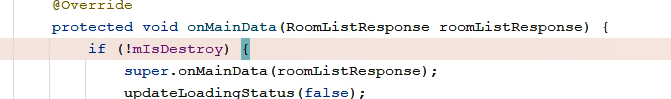 @Override
protected void onMainData(RoomListResponse roomListResponse) {
if (!mIsDestroy) {
super.onMainData(roomListResponse);
updateLoadingStatus(false);